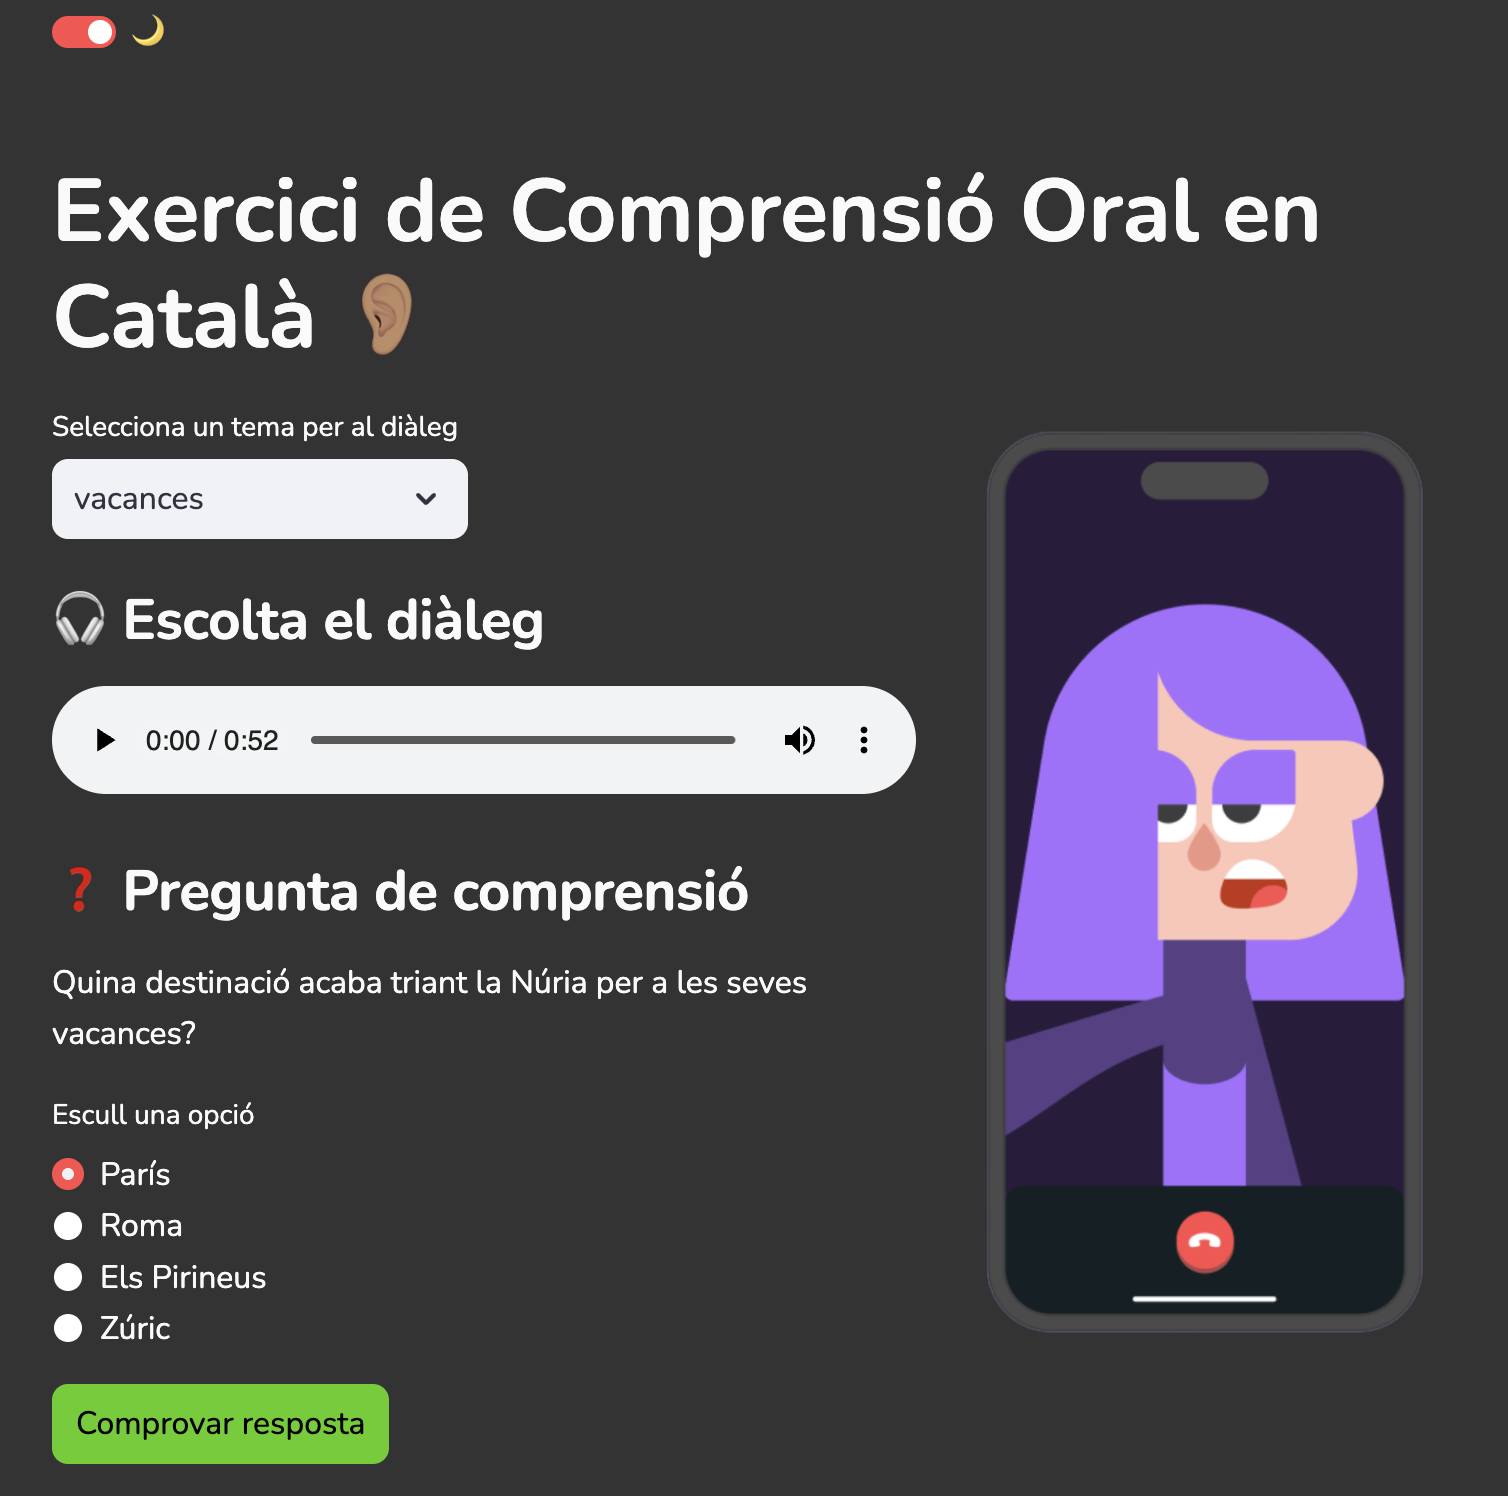 Exercici de Comprensió Oral en
Català
Selecciona un tema per al diàleg
vacances
Escolta el diàleg
0:00 / 0:52
Pregunta de comprensió
Quina destinació acaba triant la Núria per a les seves
vacances?
Escull una opció
París
Roma
Els Pirineus
Zúric
Comprovar resposta